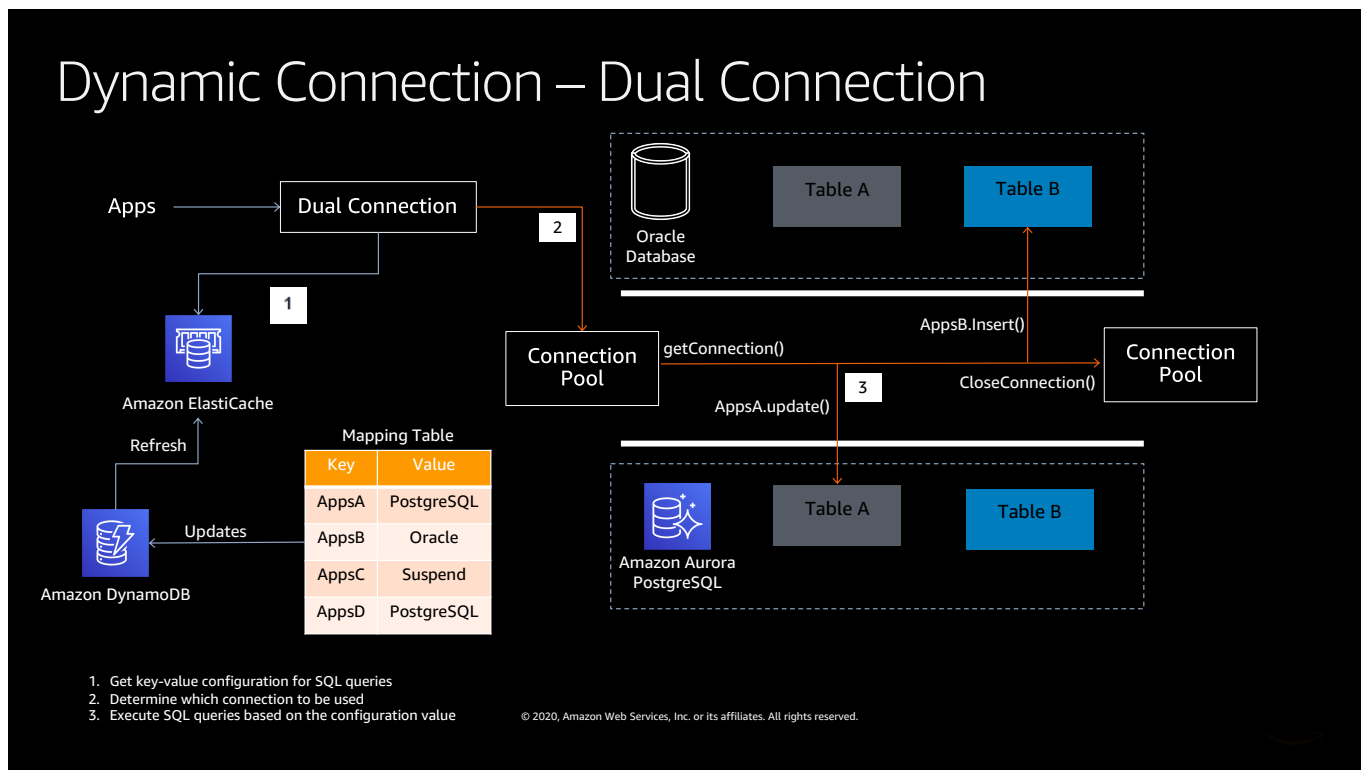 Dynamic Connection – Dual Connection
Apps
Dual Connection
2
1
Oracle
Database
Table A
Table B
AppsB.Insert()
Connection
Pool
getConnection()
3
AppsA.update()
CloseConnection()
Connection
Pool
Amazon ElastiCache
Refresh
Updates
Amazon DynamoDB
Mapping Table
Key Value
AppsA PostgreSQL
AppsB Oracle
AppsC Suspend
AppsD PostgreSQL
Amazon Aurora
PostgreSQL
Table A
Table B
1. Get key-value configuration for SQL queries
2. Determine which connection to be used
3. Execute SQL queries based on the configuration value
© 2020, Amazon Web Services, Inc. or its affiliates. All rights reserved.